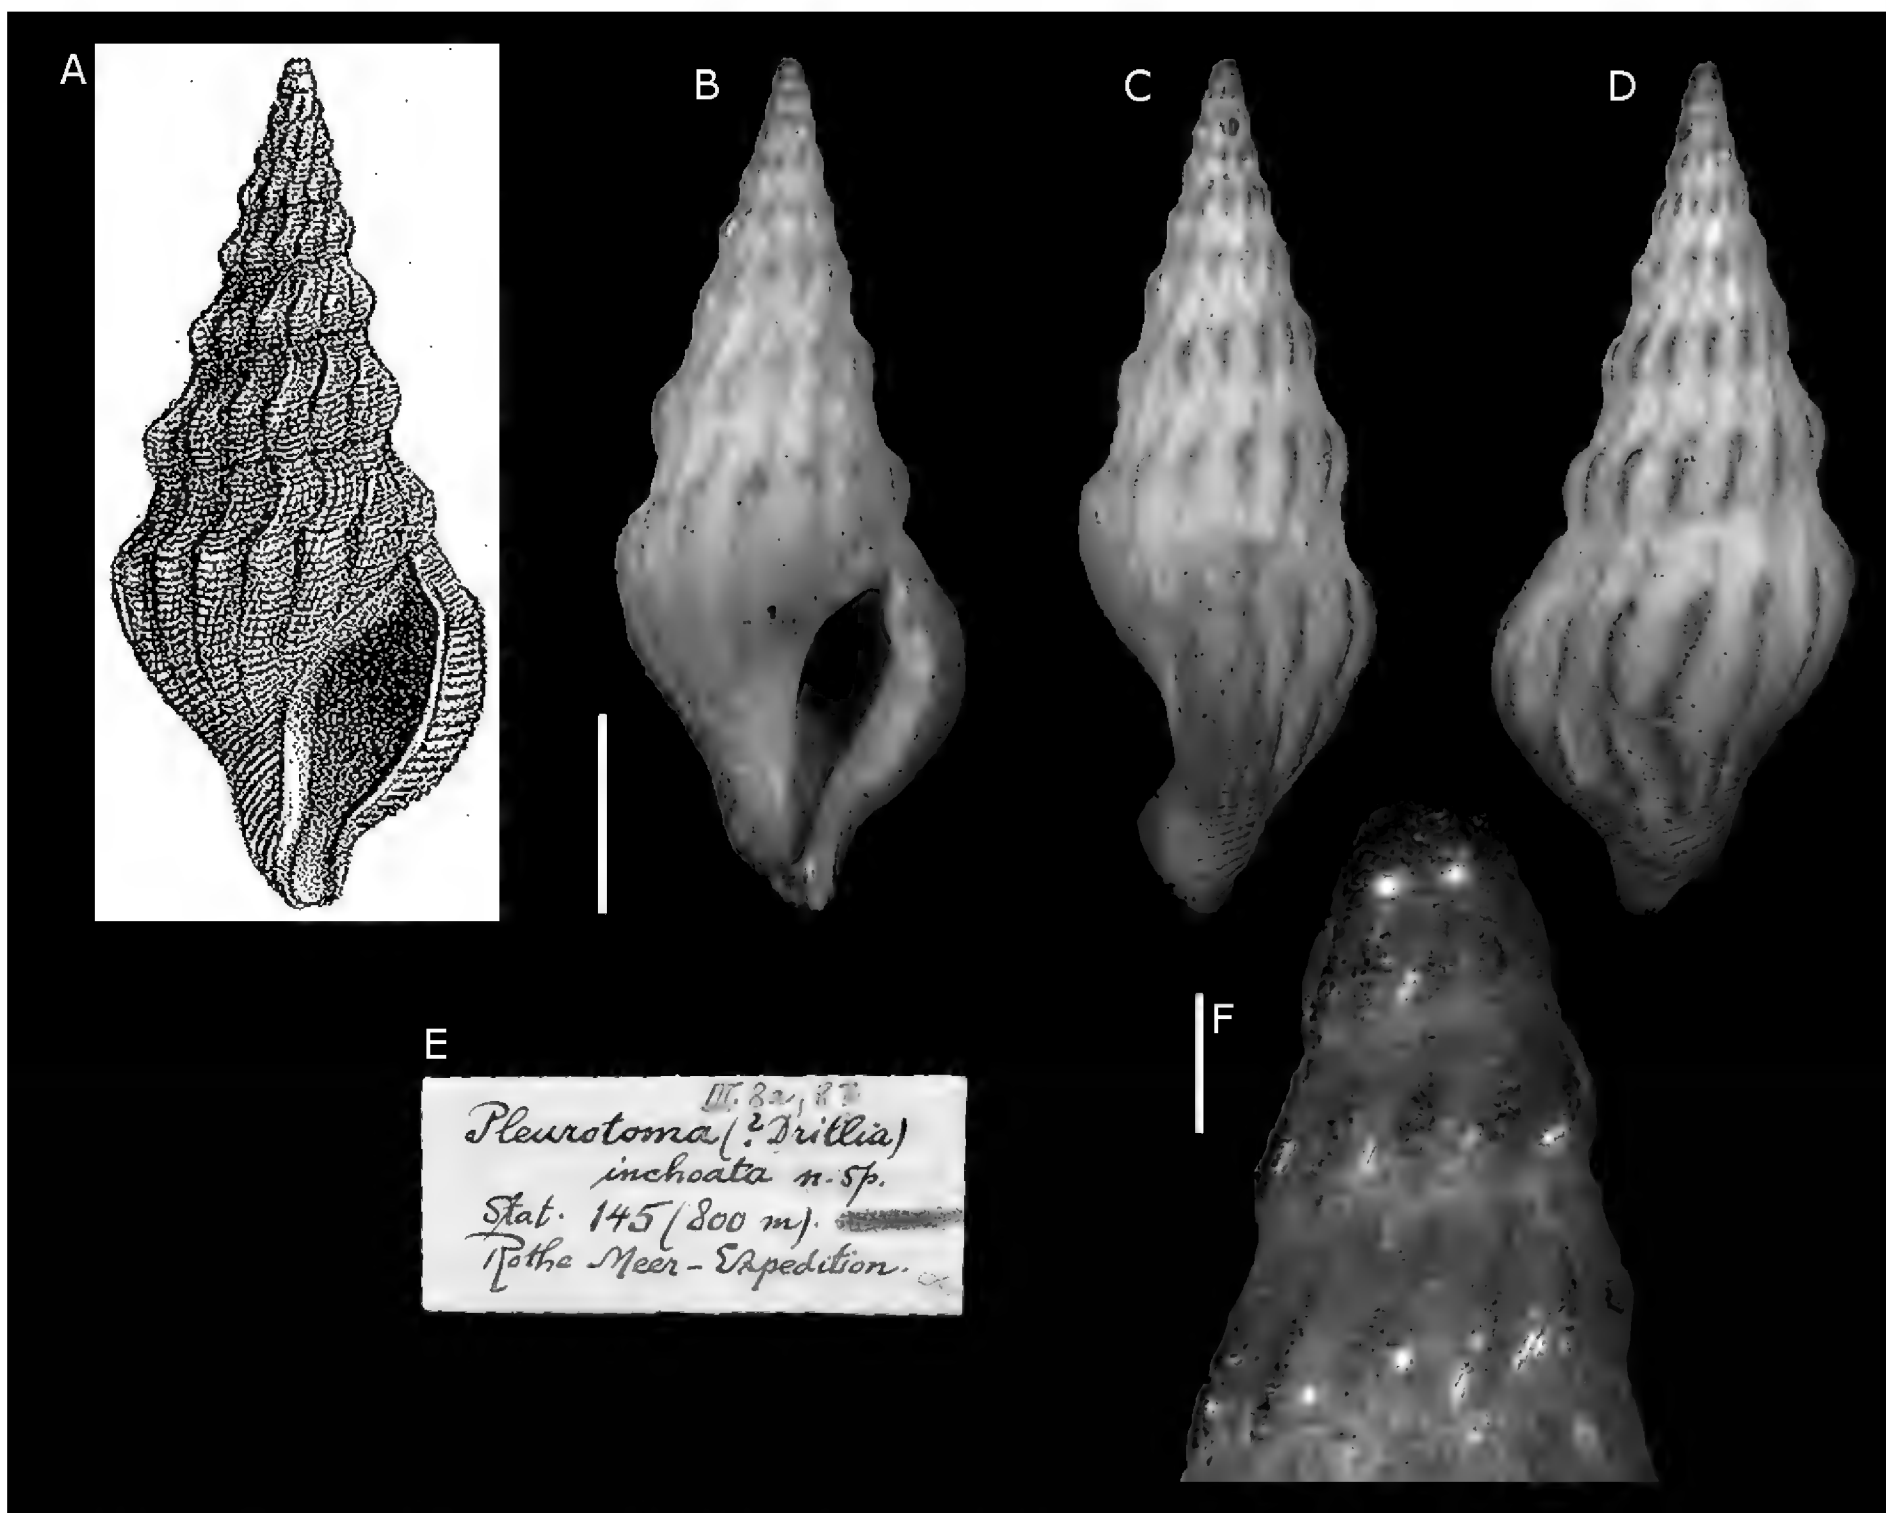 A
B
C
D
E
Pleurotoma (? Drillia)
inchoata n. sp.
Stat. 145 (800 m).
Rothe Meer - Expedition.
F